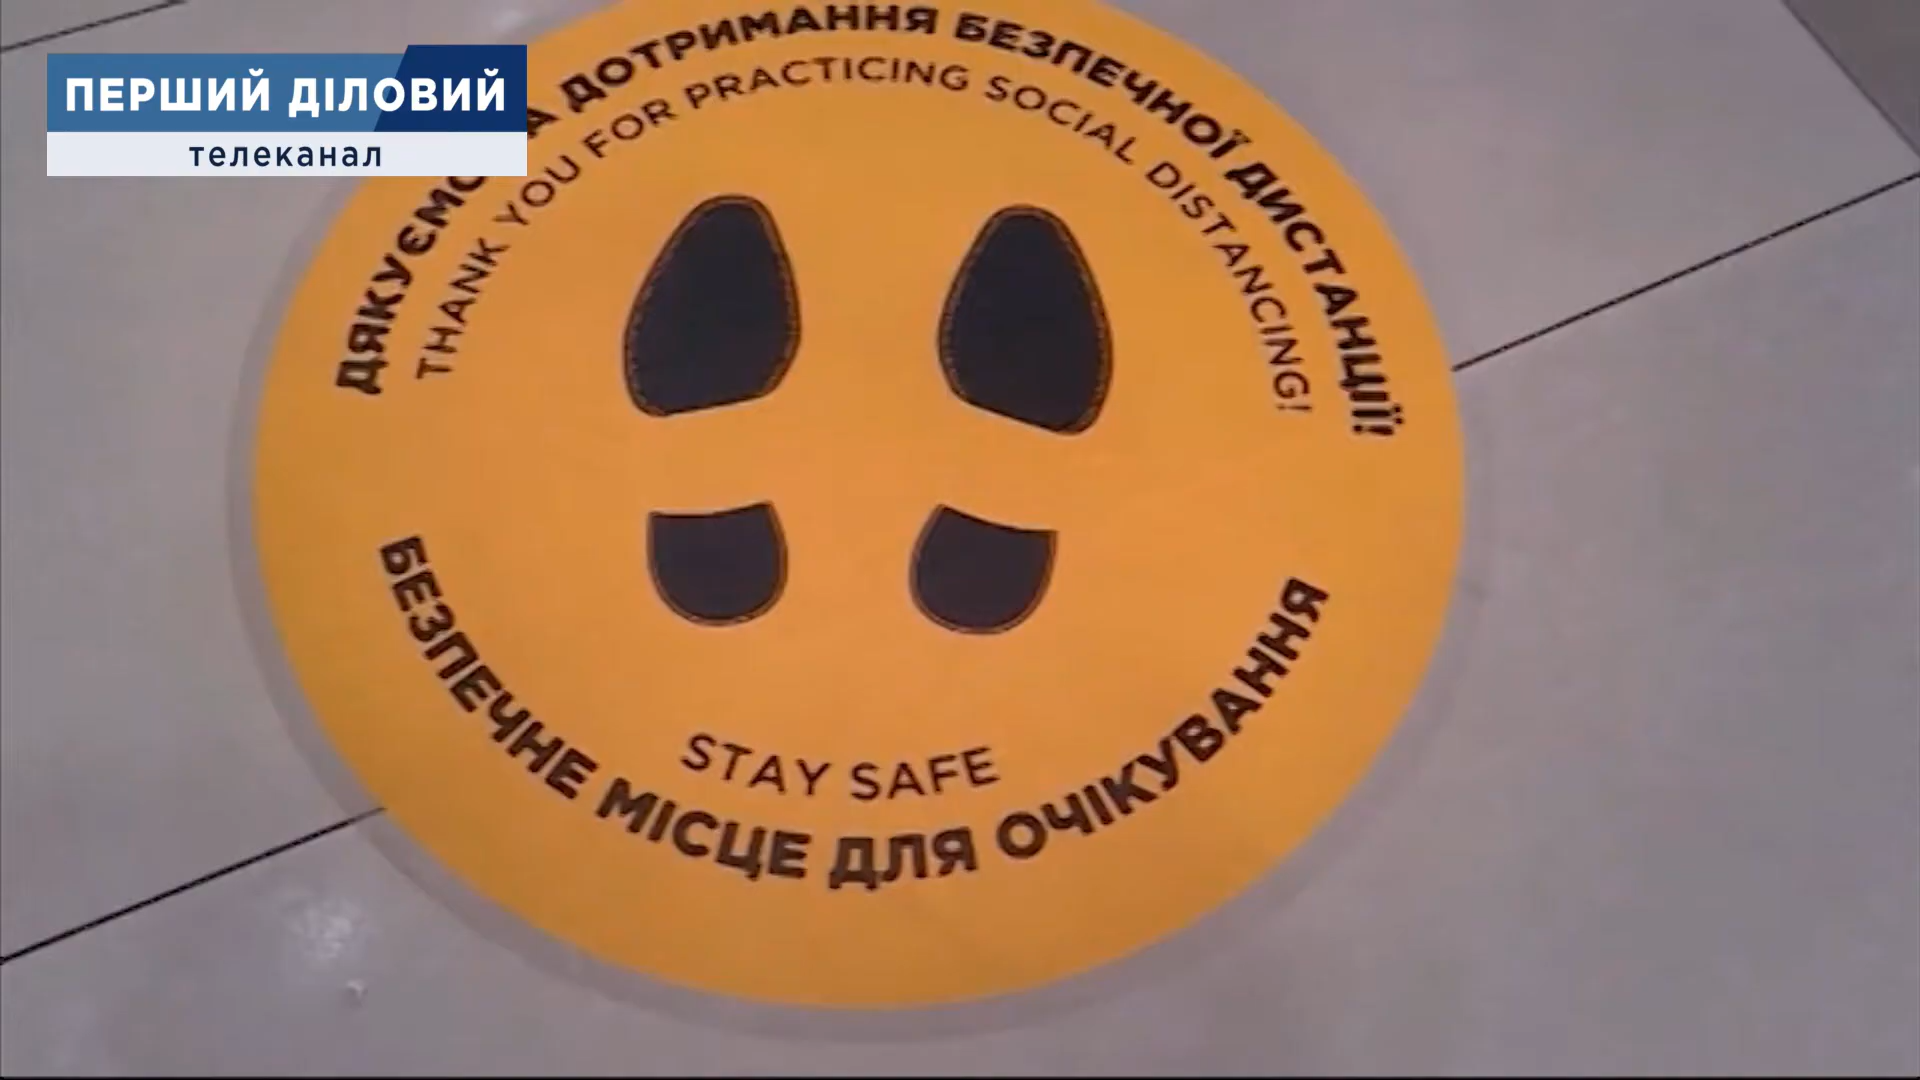 ПЕРШИЙ ДІЛОВИЙ
телеканал
ДЯКУЄМО ДОТРИМАННЯ БЕЗПЕЧНОЇ ДИСТАНЦІЇ!
THANK YOU FOR PRACTICING SOCIAL DISTANCING!
STAY SAFE
БЕЗПЕЧНЕ МІСЦЕ ДЛЯ ОЧІКУВАННЯ